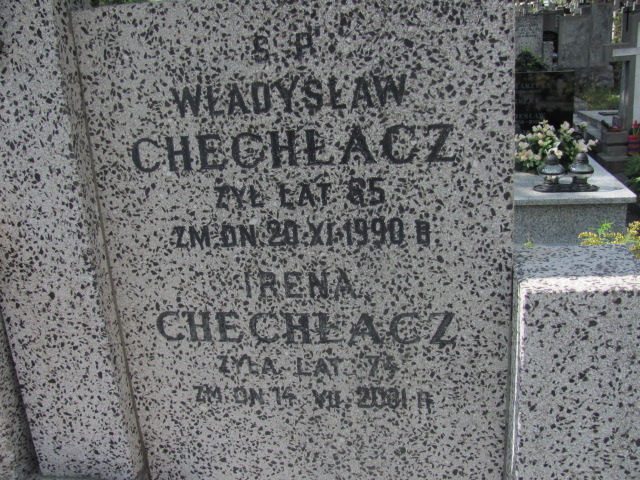 Ś.P.
WŁADYSŁAW
CHECHŁACZ
ŻYŁ LAT 65
ZM. DN. 20.XI.1990 R
IRENA
CHECHŁACZ
ŻYŁA LAT 74
ZM. DN 14 VII. 2001 R